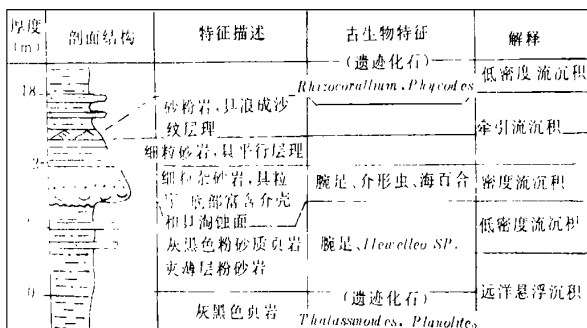 厚度
(m)
剖面结构
特征描述
古生物特征
解释
(遗迹化石)
Rhizocorallium, Phycodes
低密度流沉积
18
砂粉岩、具浪成沙
纹层理
牵引流沉积
细粒砂岩,具平行层理
2
细粒杂砂岩,具粒
底部富含介壳
和具淘蚀面
腕足、介形虫、海百合
密度流沉积
灰黑色粉砂质页岩
夹薄层粉砂岩
腕足、Llewelleo SP.
低密度流沉积
0
灰黑色页岩
(遗迹化石)
Thalassinoides, Planolites
远洋悬浮沉积